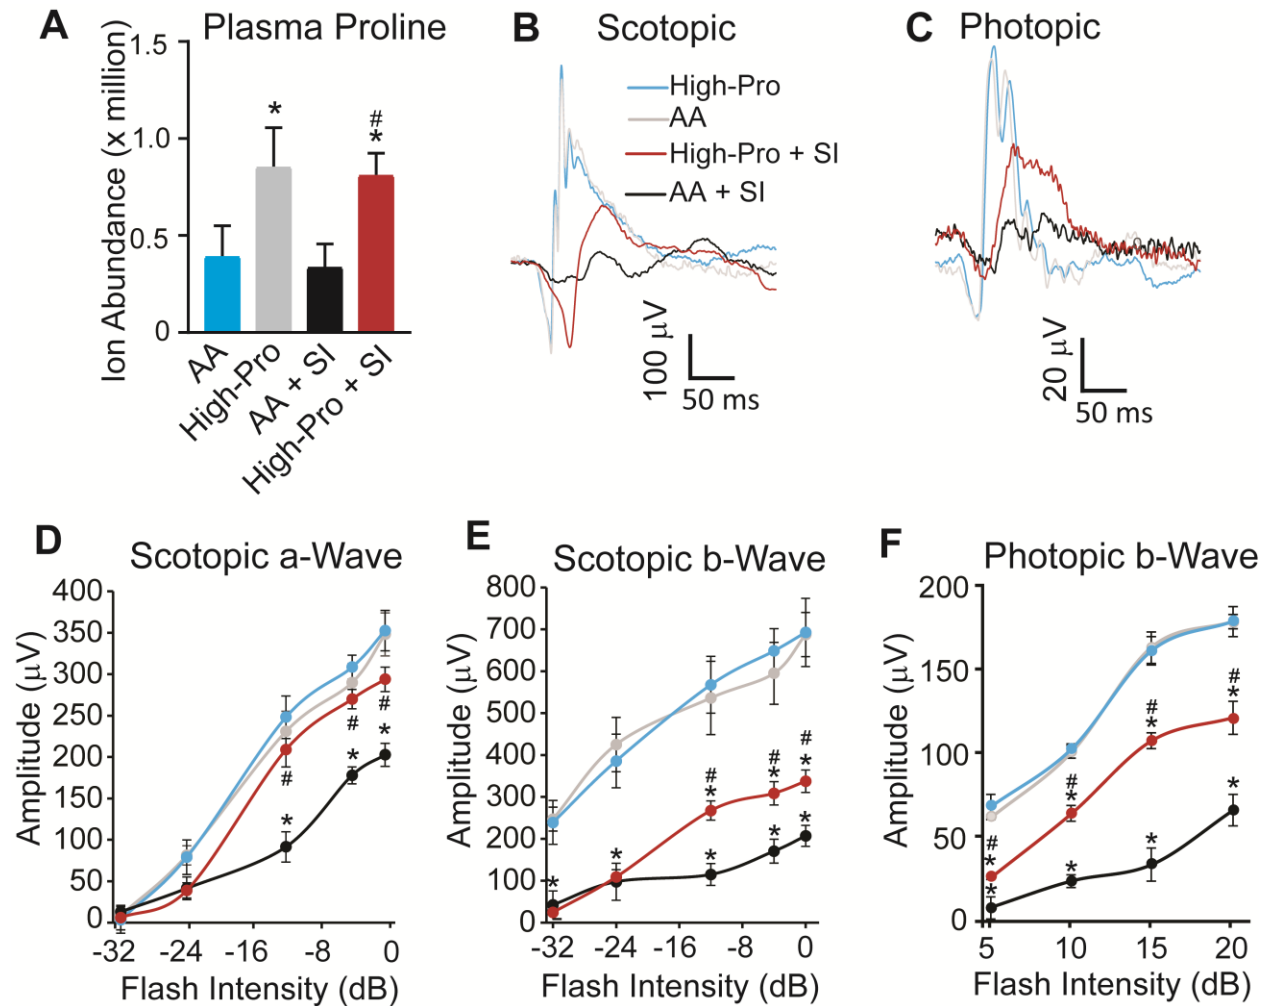 A Plasma Proline
Ion Abundance (x million)
1.5
1.0
0.5
0
*
#
*
AA
High-Pro
AA + SI
High-Pro + SI
B Scotopic
High-Pro
AA
High-Pro + SI
AA + SI
100 µV
50 ms
C Photopic
20 µV
50 ms
D Scotopic a-Wave
Amplitude (µV)
400
350
300
250
200
150
100
50
0
#
*
#
*
#
*
-32 -24 -16 -8 0
Flash Intensity (dB)
E Scotopic b-Wave
Amplitude (µV)
800
700
600
500
400
300
200
100
0
*
*
#
*
*
#
*
*
#
*
*
-32 -24 -16 -8 0
Flash Intensity (dB)
F Photopic b-Wave
Amplitude (µV)
200
150
100
50
0
#
*
*
#
*
*
#
*
*
#
*
*
5 10 15 20
Flash Intensity (dB)